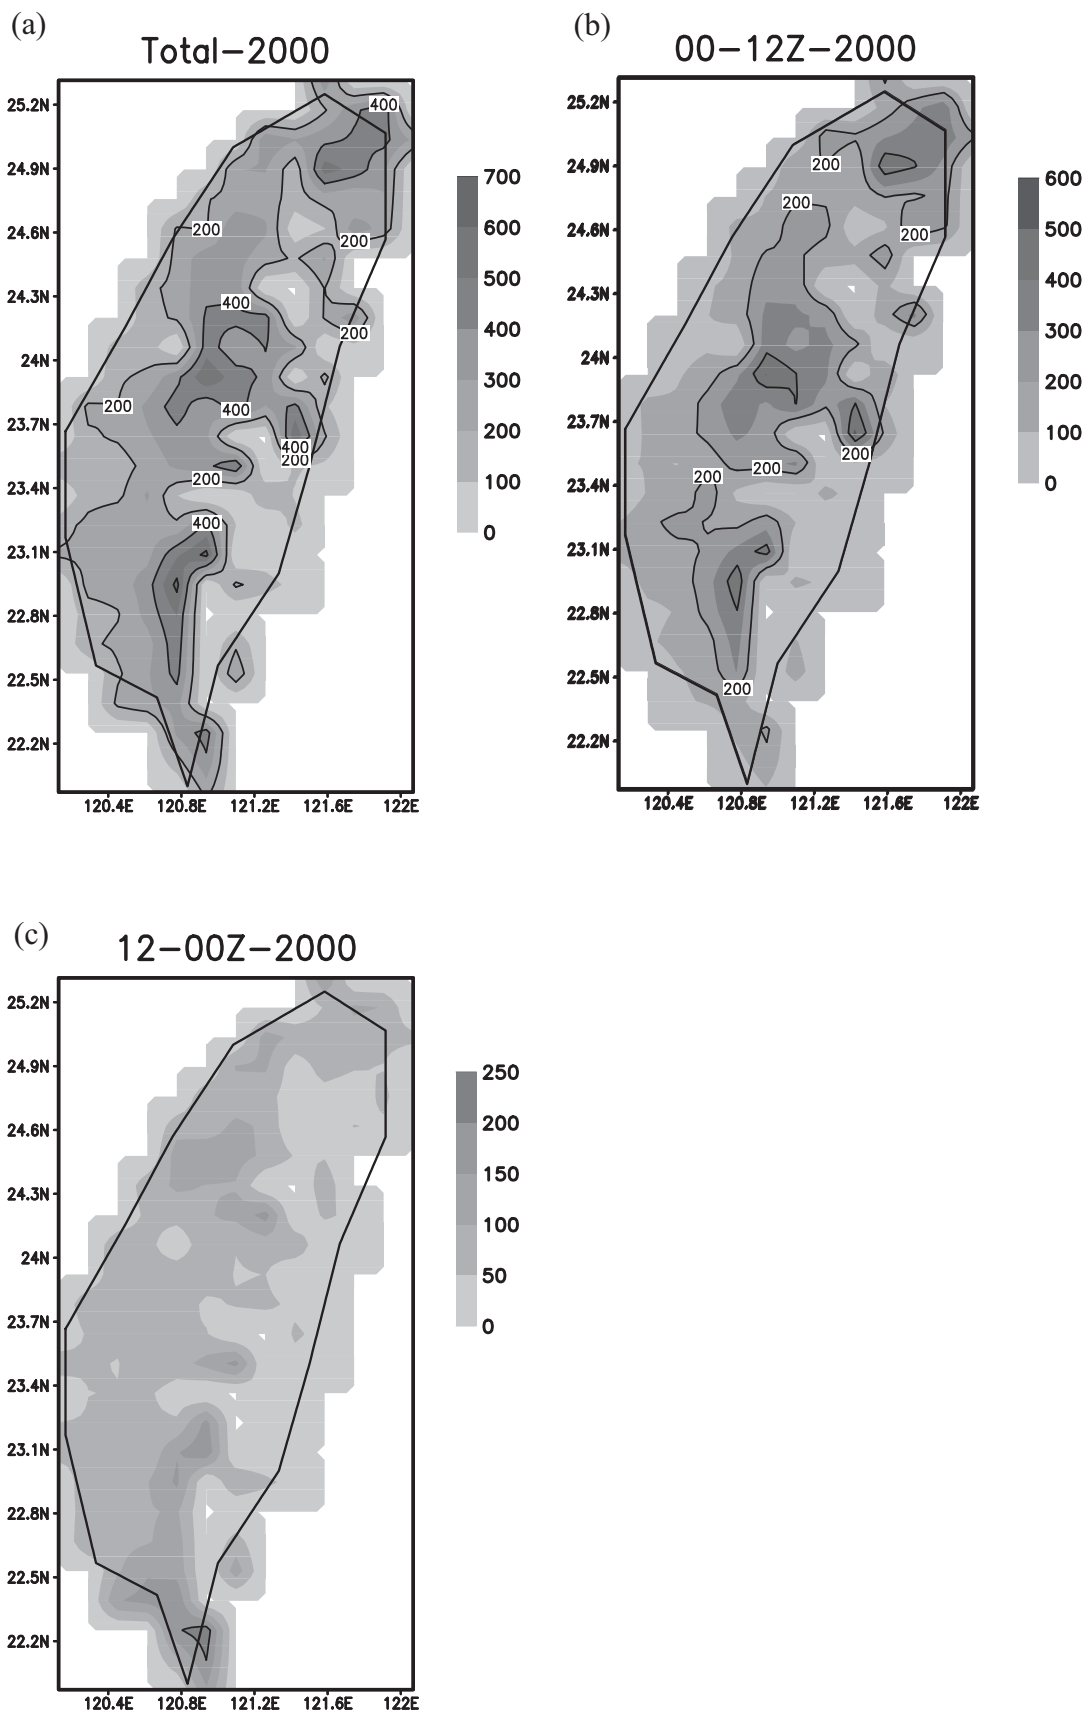 (a)
Total-2000
25.2N
24.9N
24.6N
24.3N
24N
23.7N
23.4N
23.1N
22.8N
22.5N
22.2N
120.4E 120.8E 121.2E 121.6E 122E
400
200
200
400
200
200
400
400
200
200
400
700
600
500
400
300
200
100
0
(b)
00-12Z-2000
25.2N
24.9N
24.6N
24.3N
24N
23.7N
23.4N
23.1N
22.8N
22.5N
22.2N
120.4E 120.8E 121.2E 121.6E 122E
200
200
200
200
200
200
200
600
500
400
300
200
100
0
(c)
12-00Z-2000
25.2N
24.9N
24.6N
24.3N
24N
23.7N
23.4N
23.1N
22.8N
22.5N
22.2N
120.4E 120.8E 121.2E 121.6E 122E
250
200
150
100
50
0